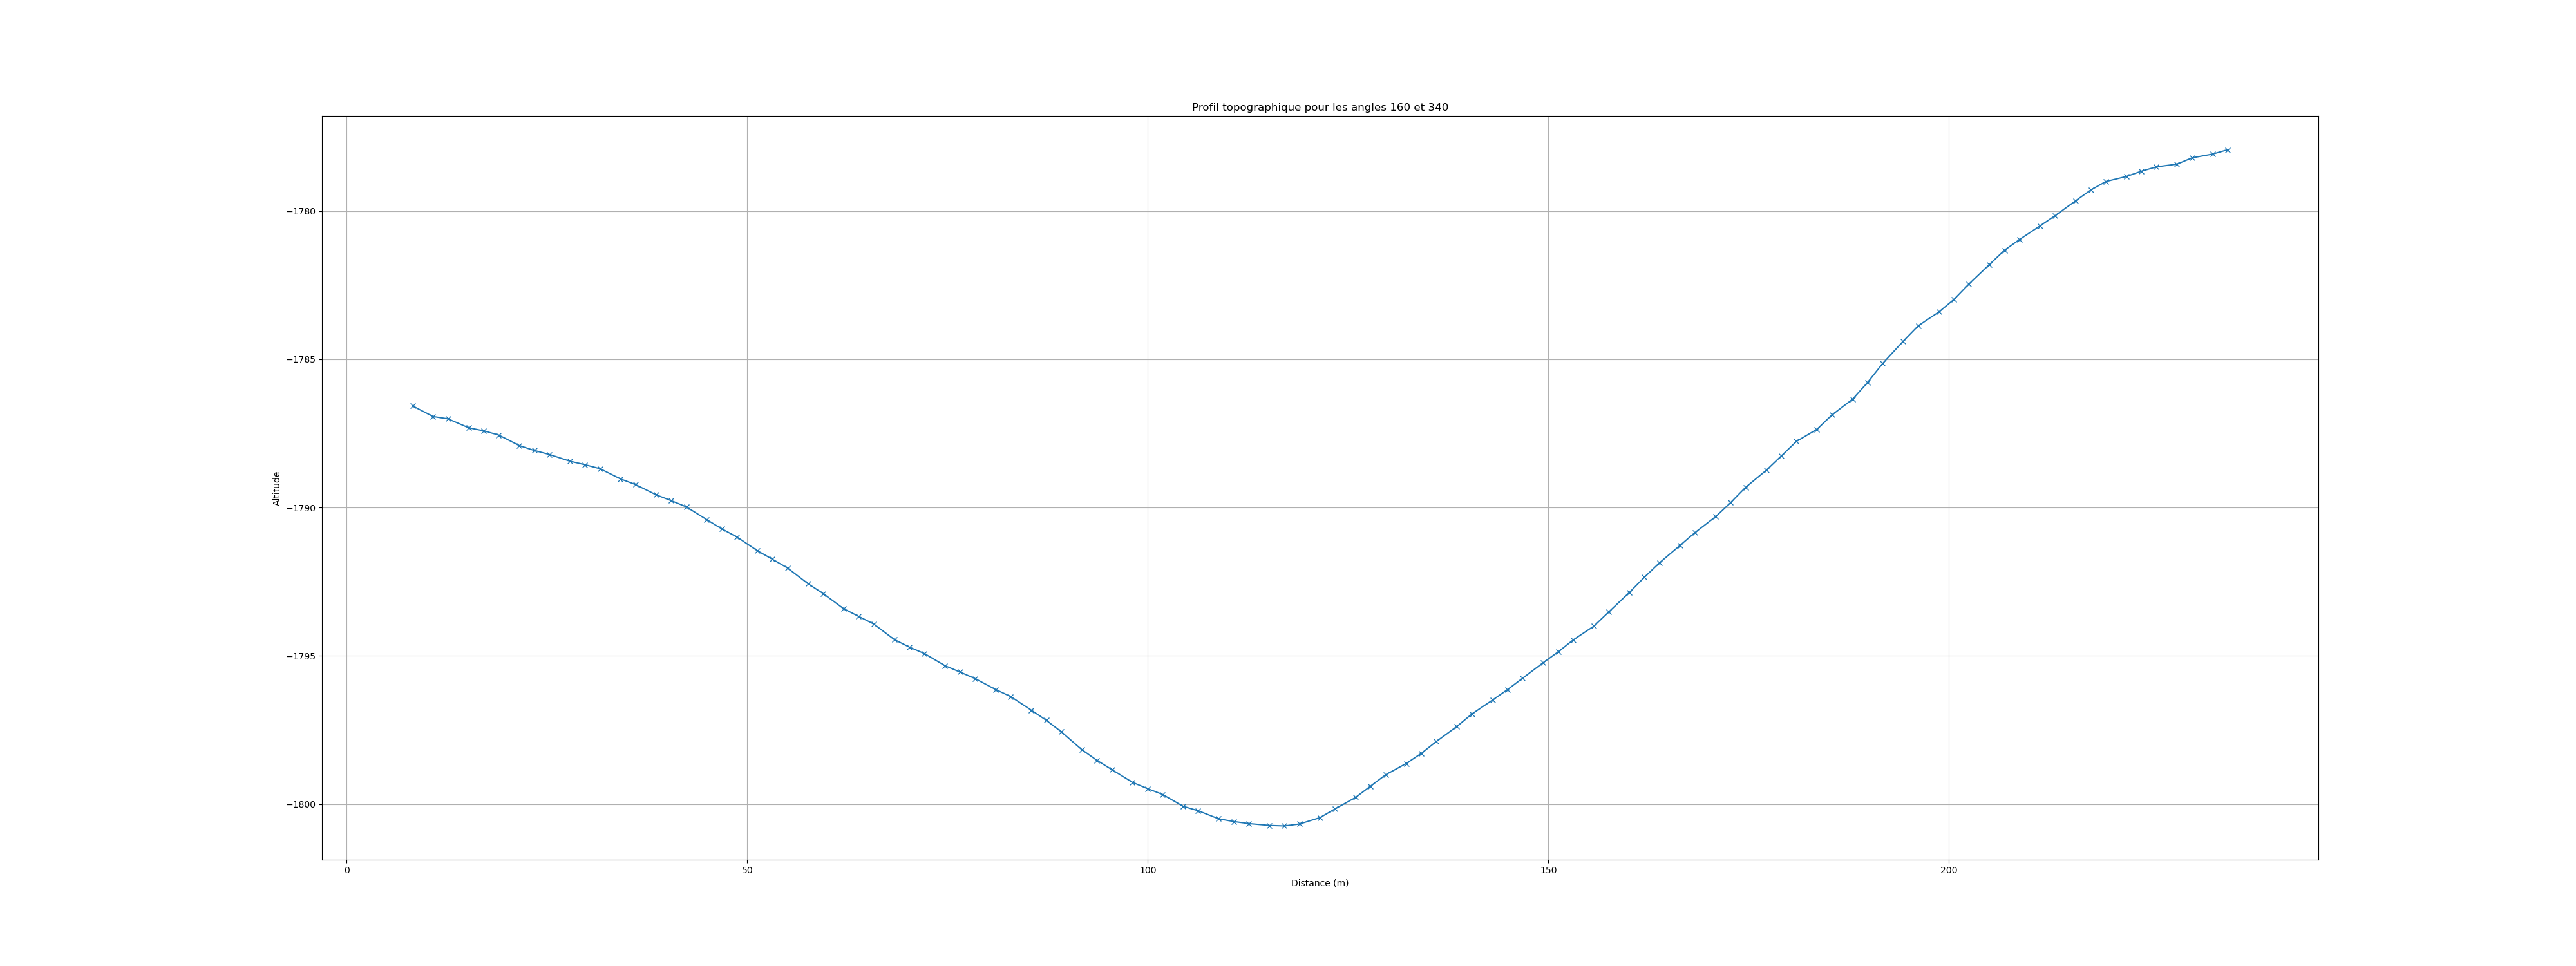 Profil topographique pour les angles 160 et 340
Altitude
−1780
−1785
−1790
−1795
−1800
0 50 100 150 200
Distance (m)